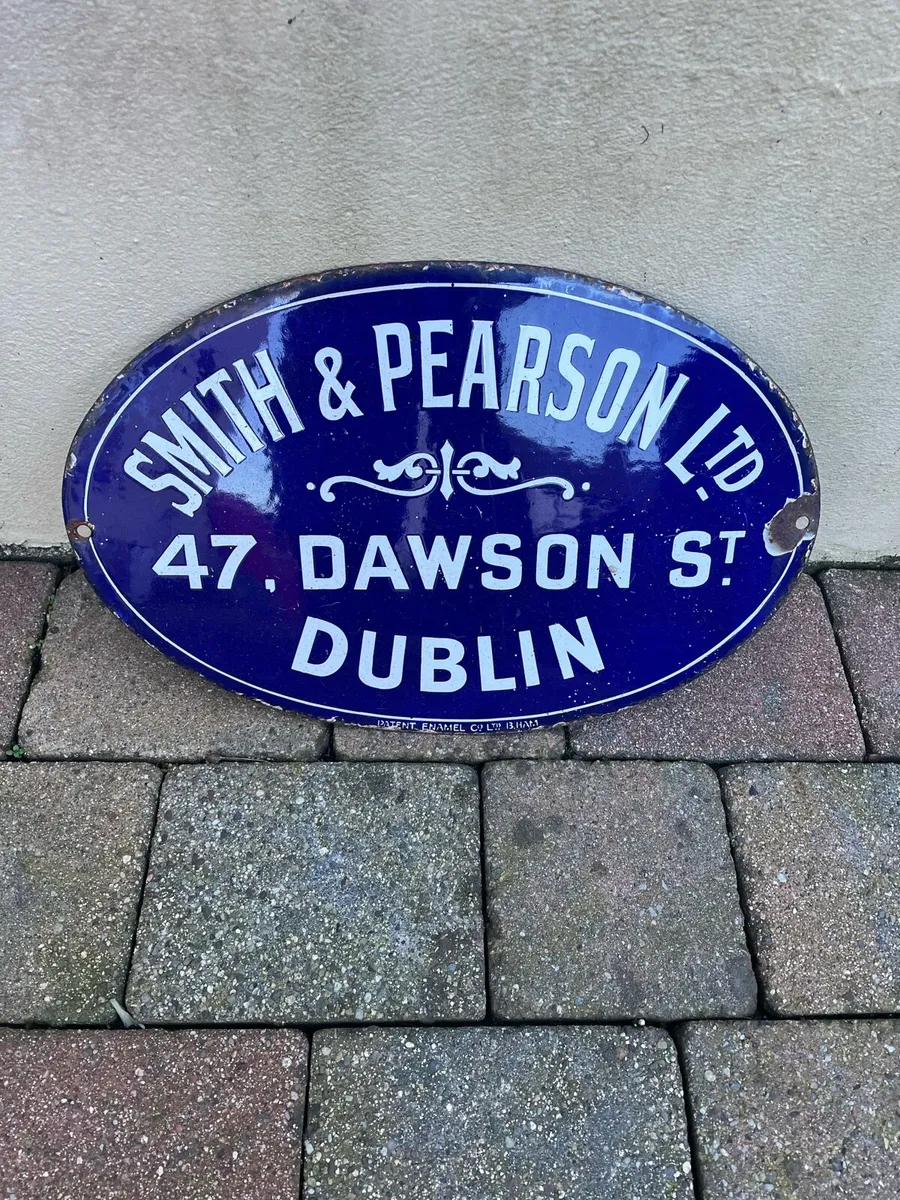 SMITH & PEARSON LTD.
47, DAWSON ST.
DUBLIN
PATENT ENAMEL CO LTD B.HAM